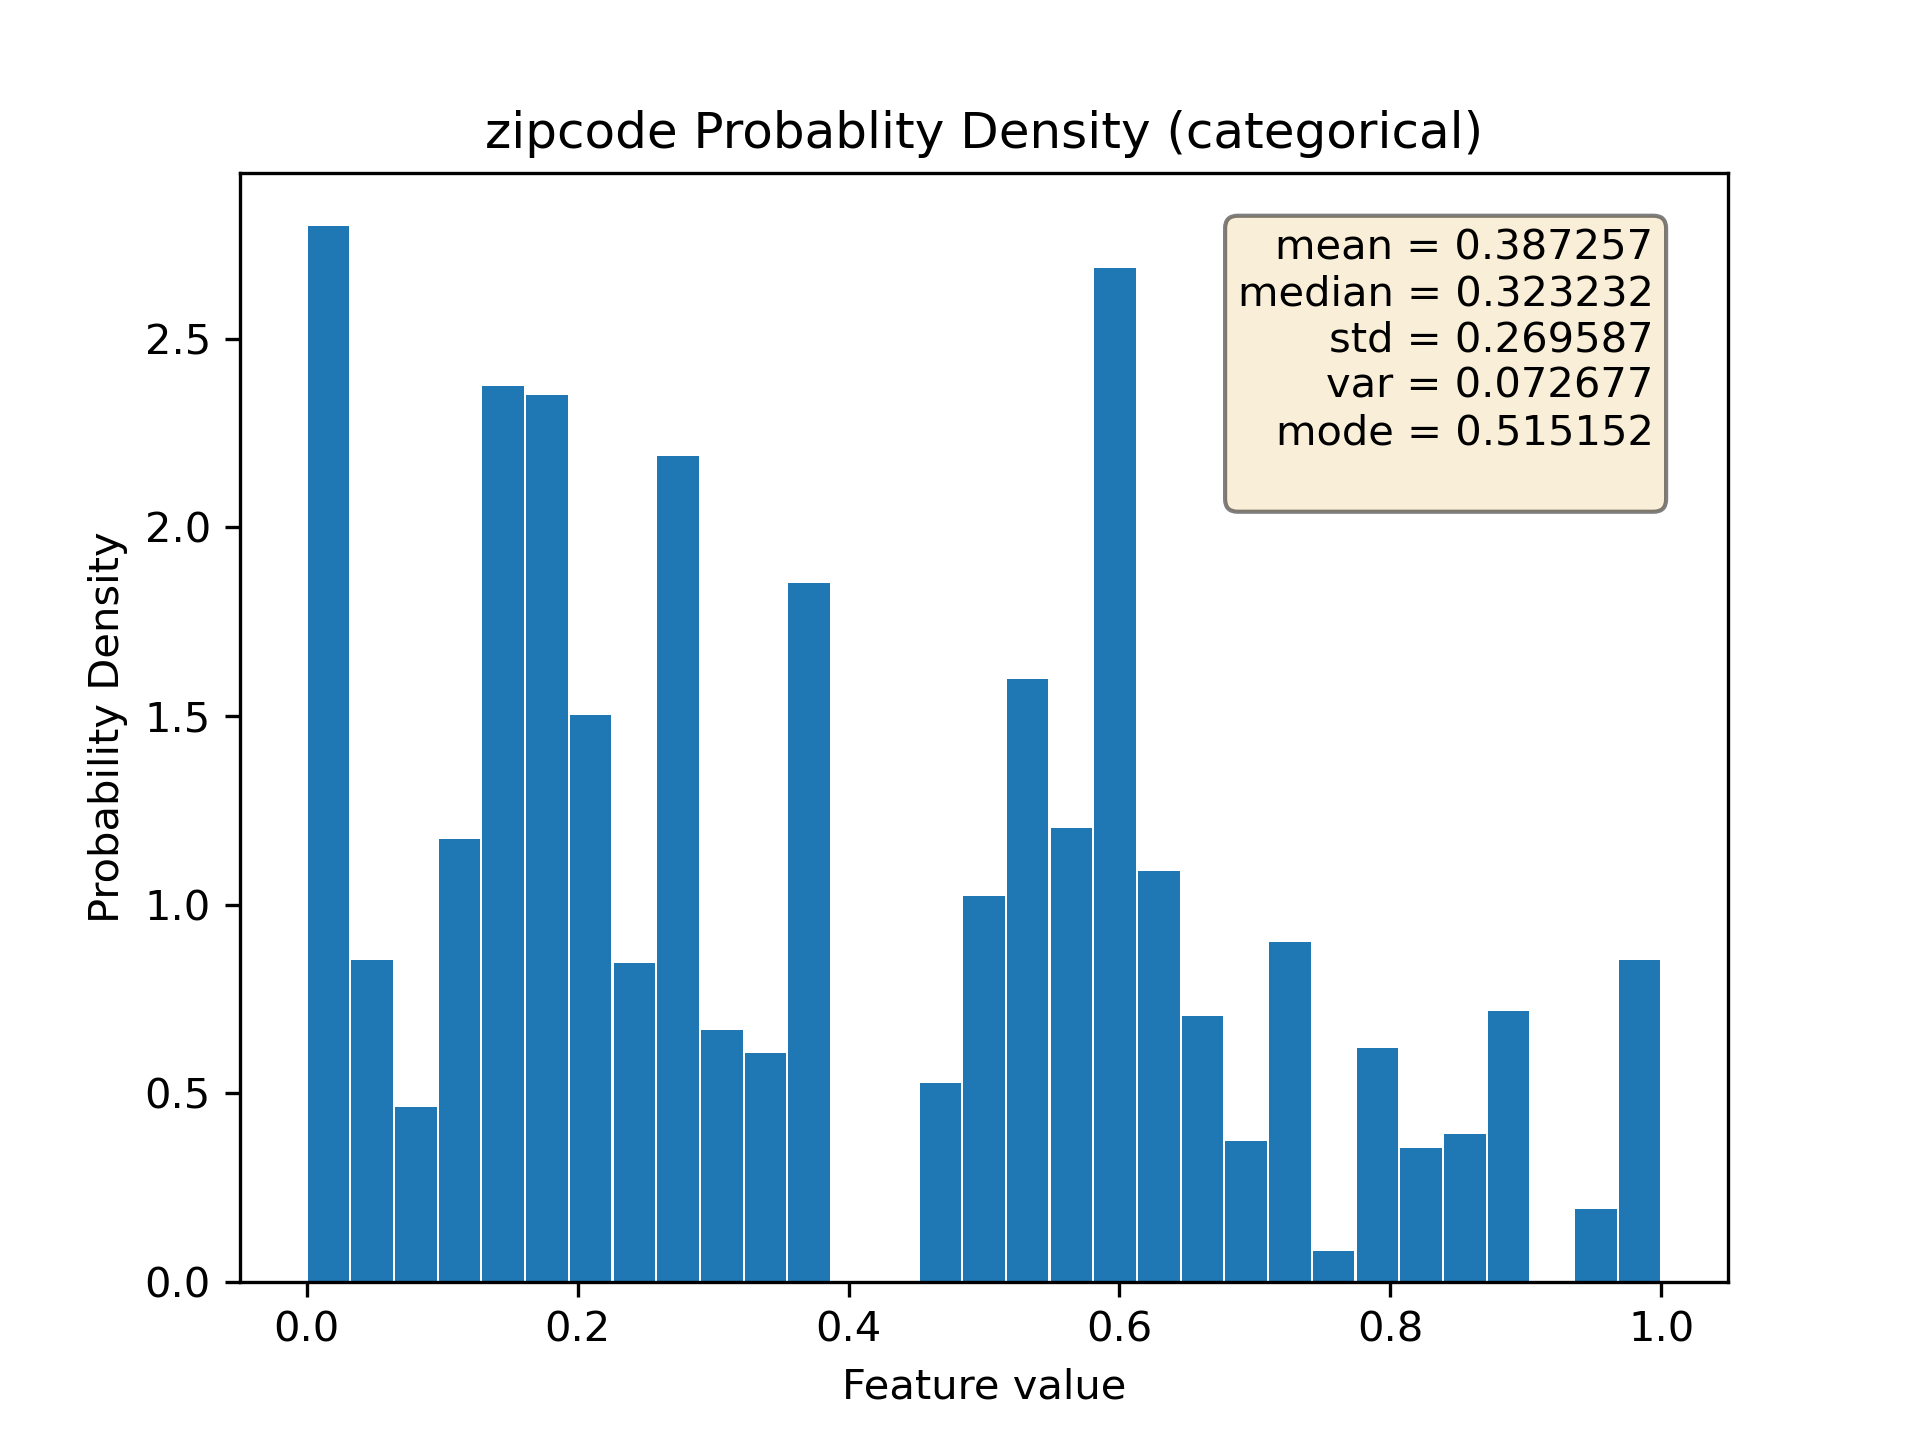 zipcode Probablity Density (categorical)
mean = 0.387257
median = 0.323232
std = 0.269587
var = 0.072677
mode = 0.515152
Probability Density
2.5
2.0
1.5
1.0
0.5
0.0
0.0 0.2 0.4 0.6 0.8 1.0
Feature value